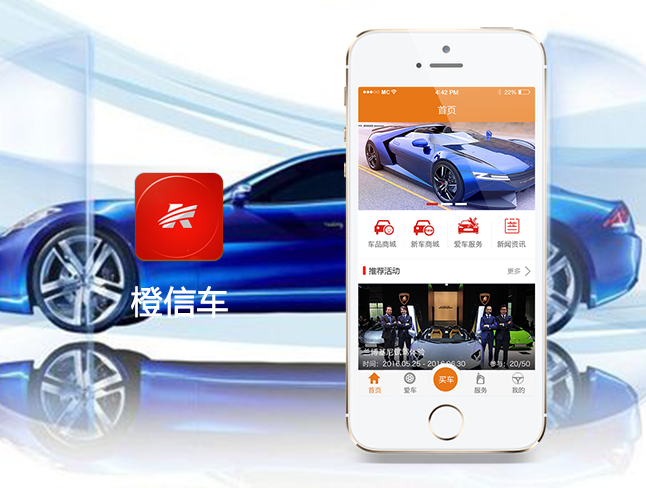 橙信车
MC 4:42 PM 22%
首页
车品商城 新车商城 爱车服务 新闻资讯
推荐活动 更多
兰博基尼试驾体验
时间：2016.05.25 - 2016.06.30 参与：20/50
首页 爱车 买车 服务 我的